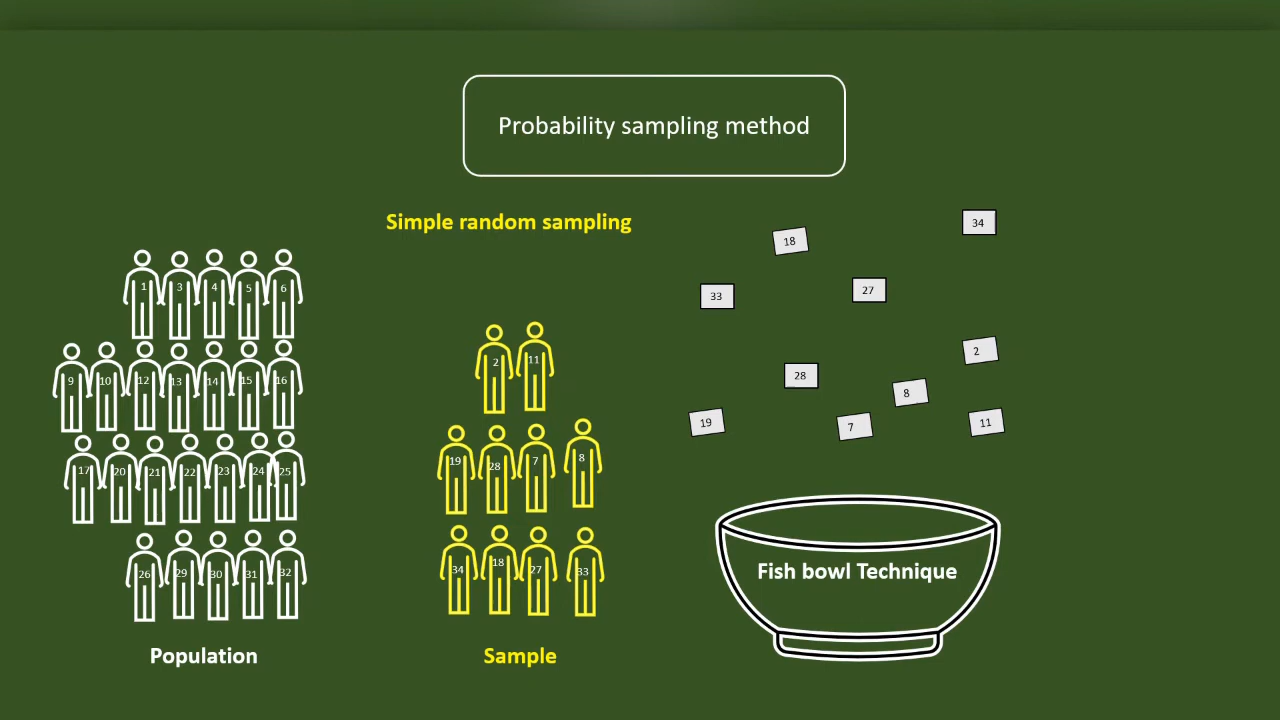 Probability sampling method
Simple random sampling
1 3 4 5 6
9 10 12 13 14 15 16
17 20 21 22 23 24 25
26 29 30 31 32
Population
2 11
19 28 7 8
34 18 27 33
Sample
34
18
27
33
2
28
8
19
7
11
Fish bowl Technique